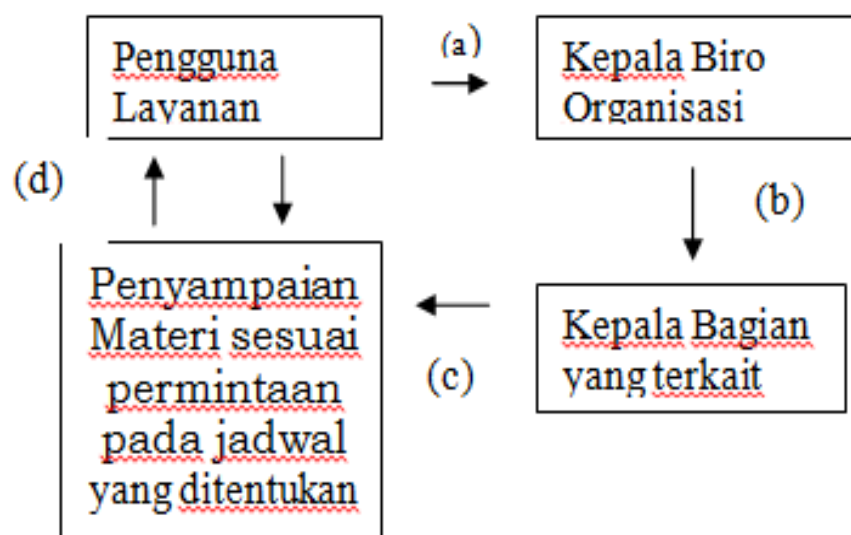 Pengguna
Layanan
(a)
Kepala Biro
Organisasi
(b)
Kepala Bagian
yang terkait
(c)
Penyampaian
Materi sesuai
permintaan
pada jadwal
yang ditentukan
(d)